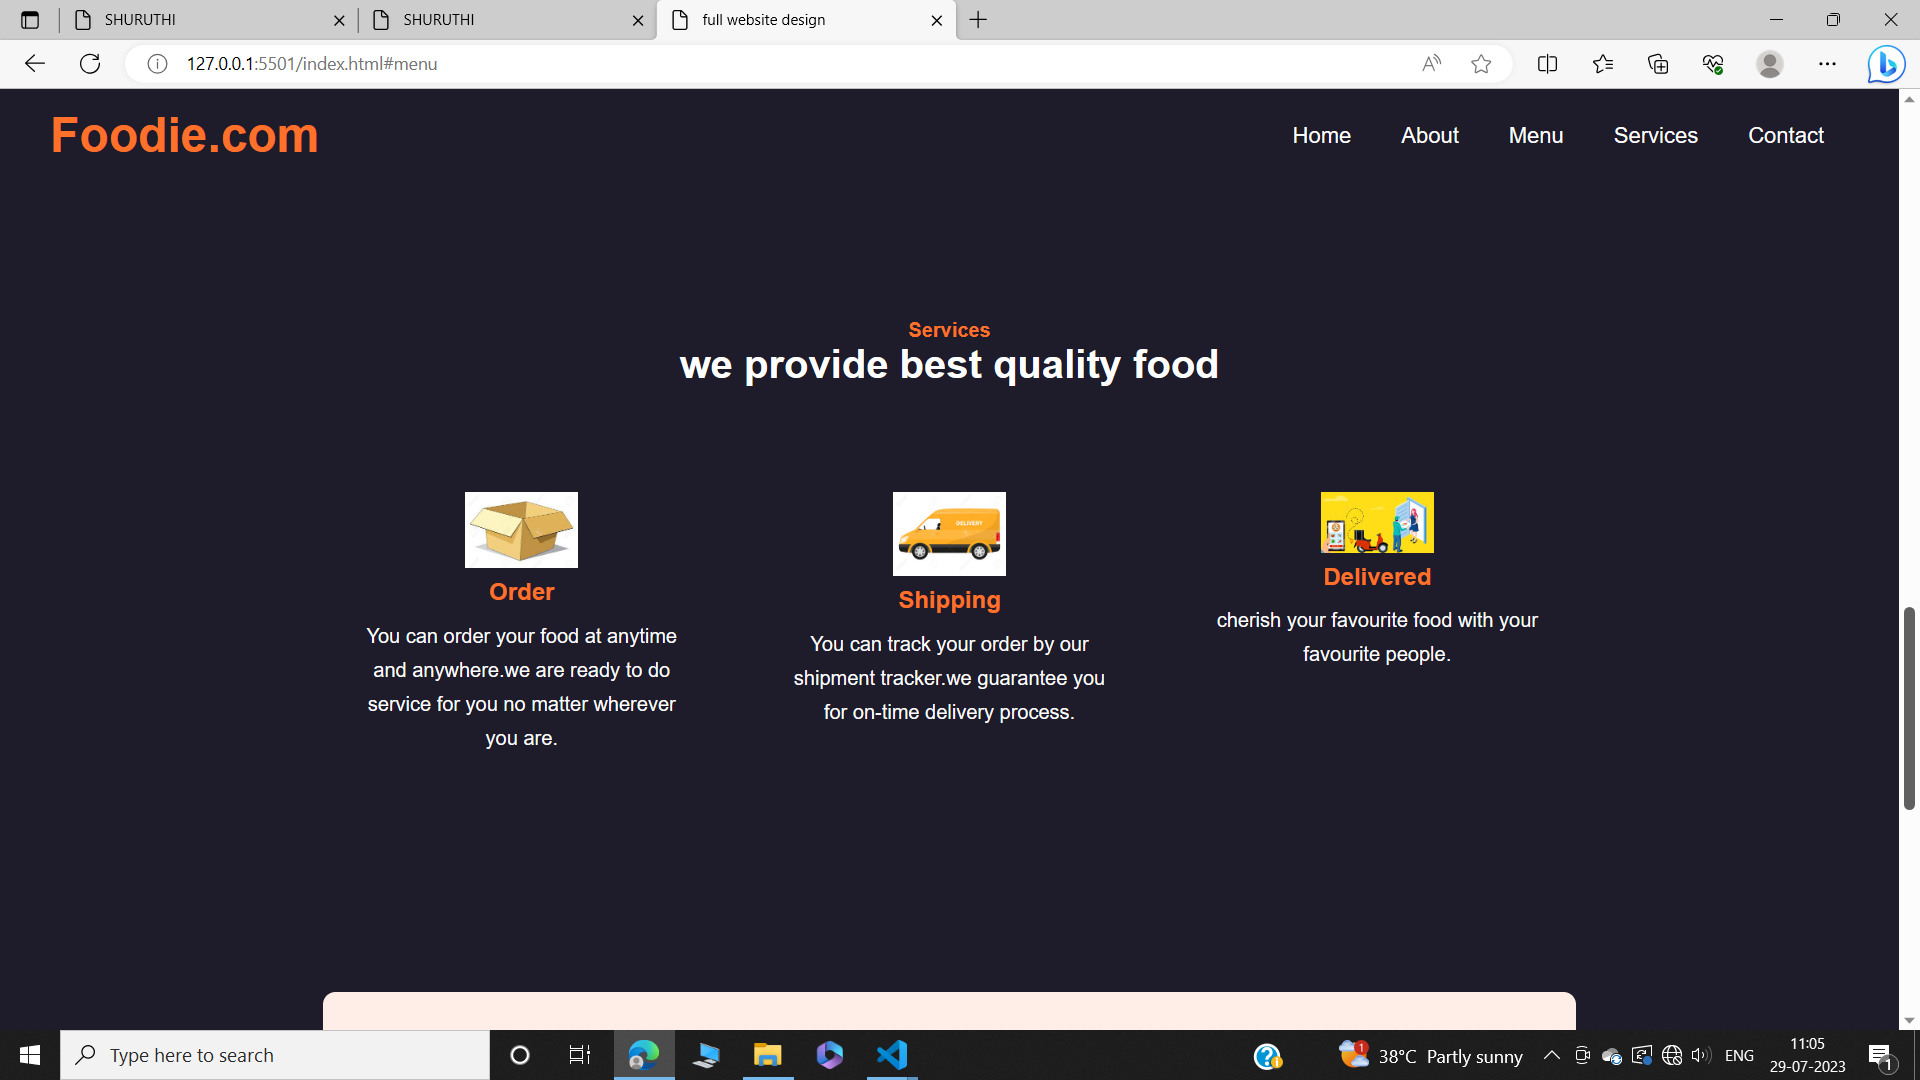 SHURUTHI
SHURUTHI
full website design
127.0.0.1:5501/index.html#menu
Foodie.com
Home About Menu Services Contact
Services
we provide best quality food
Order
You can order your food at anytime
and anywhere.we are ready to do
service for you no matter wherever
you are.
DELIVERY
Shipping
You can track your order by our
shipment tracker.we guarantee you
for on-time delivery process.
Delivered
cherish your favourite food with your
favourite people.
Type here to search
1
38°C Partly sunny
ENG
11:05
29-07-2023
1